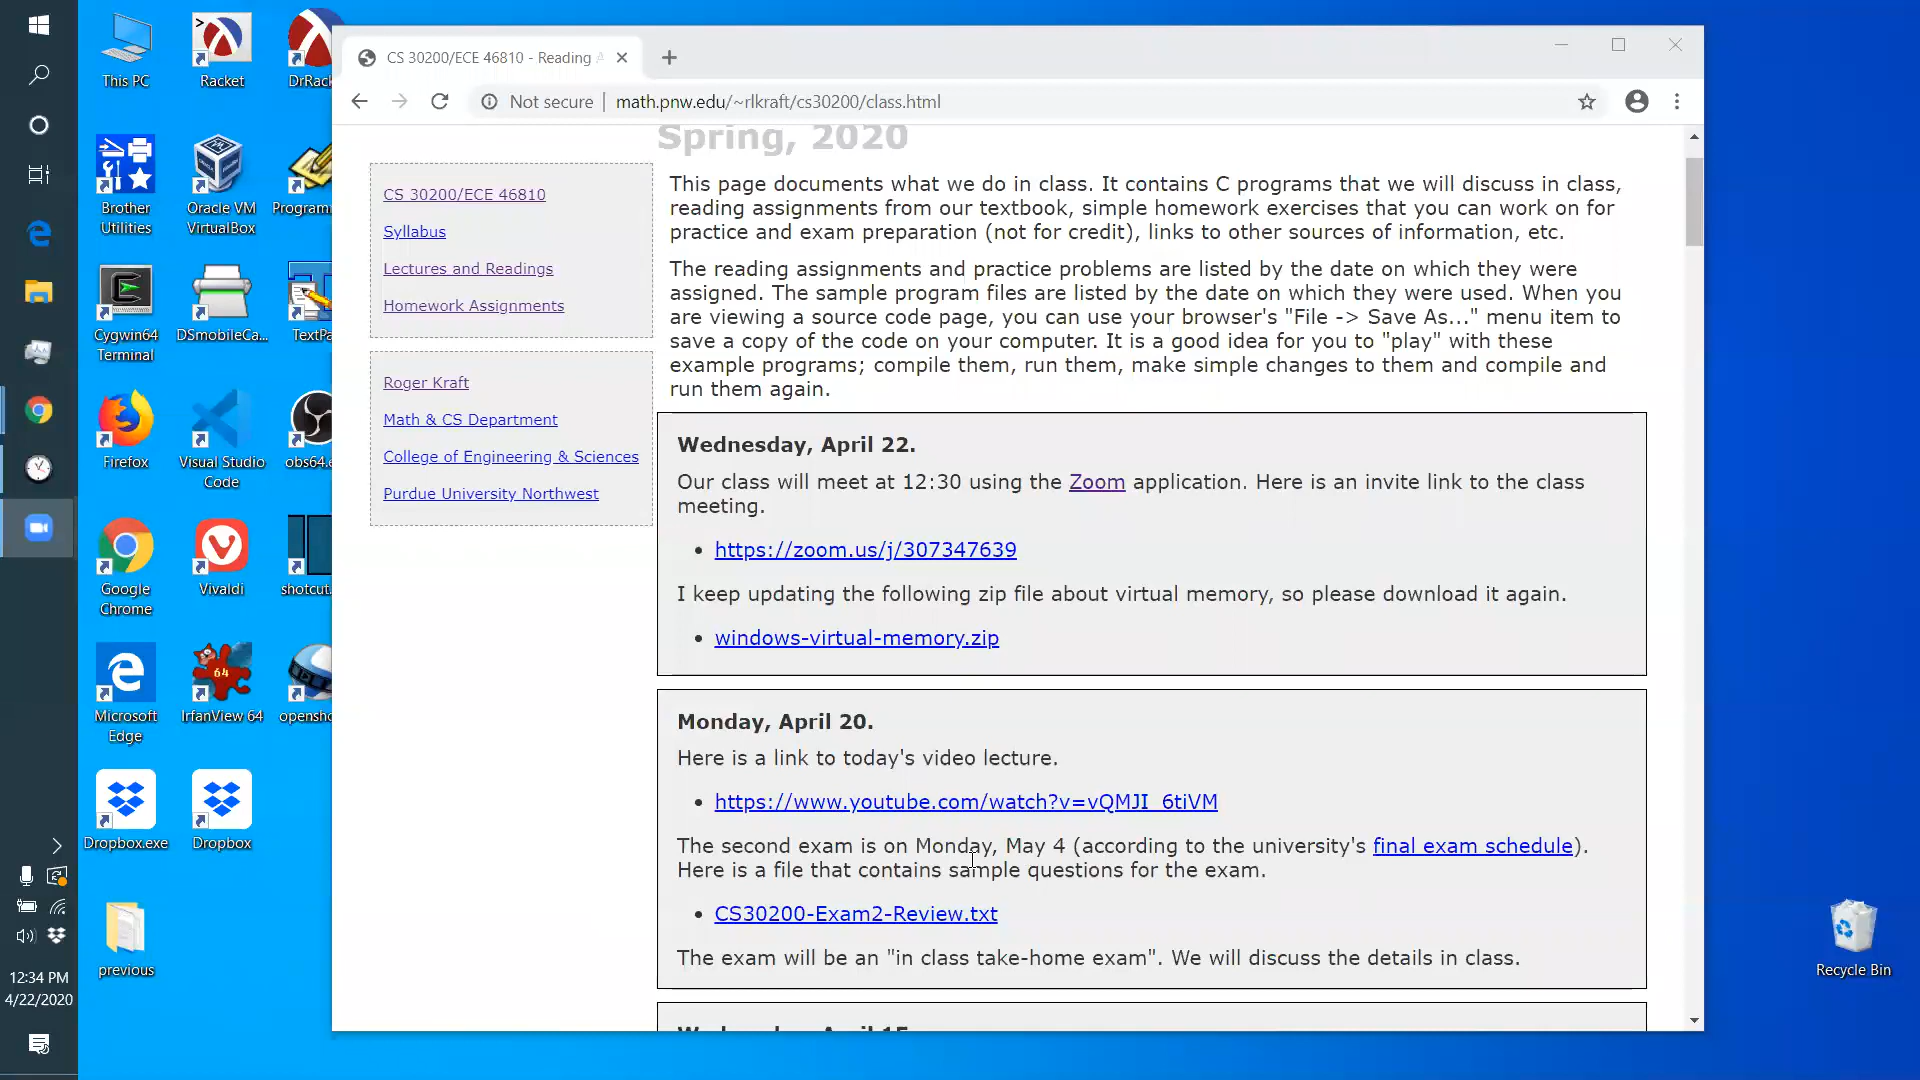 This PC
Racket
DrRack
Brother
Utilities
Oracle VM
VirtualBox
Programm
Cygwin64
Terminal
DSmobileCa...
TextPa
Firefox
Visual Studio
Code
obs64.e
Google
Chrome
Vivaldi
shotcut.
Microsoft
Edge
64
IrfanView 64
opensho
Dropbox.exe
Dropbox
previous
12:34 PM
4/22/2020
Recycle Bin
CS 30200/ECE 46810 - Reading A
Not secure
math.pnw.edu/~rlkraft/cs30200/class.html
CS 30200/ECE 46810
Syllabus
Lectures and Readings
Homework Assignments
Roger Kraft
Math & CS Department
College of Engineering & Sciences
Purdue University Northwest
Spring, 2020
This page documents what we do in class. It contains C programs that we will discuss in class,
reading assignments from our textbook, simple homework exercises that you can work on for
practice and exam preparation (not for credit), links to other sources of information, etc.
The reading assignments and practice problems are listed by the date on which they were
assigned. The sample program files are listed by the date on which they were used. When you
are viewing a source code page, you can use your browser's "File -> Save As..." menu item to
save a copy of the code on your computer. It is a good idea for you to "play" with these
example programs; compile them, run them, make simple changes to them and compile and
run them again.
Wednesday, April 22.
Our class will meet at 12:30 using the Zoom application. Here is an invite link to the class
meeting.
• https://zoom.us/j/307347639
I keep updating the following zip file about virtual memory, so please download it again.
• windows-virtual-memory.zip
Monday, April 20.
Here is a link to today's video lecture.
• https://www.youtube.com/watch?v=vQMJI_6tiVM
The second exam is on Monday, May 4 (according to the university's final exam schedule).
Here is a file that contains sample questions for the exam.
• CS30200-Exam2-Review.txt
The exam will be an "in class take-home exam". We will discuss the details in class.
Wednesday, April 15.